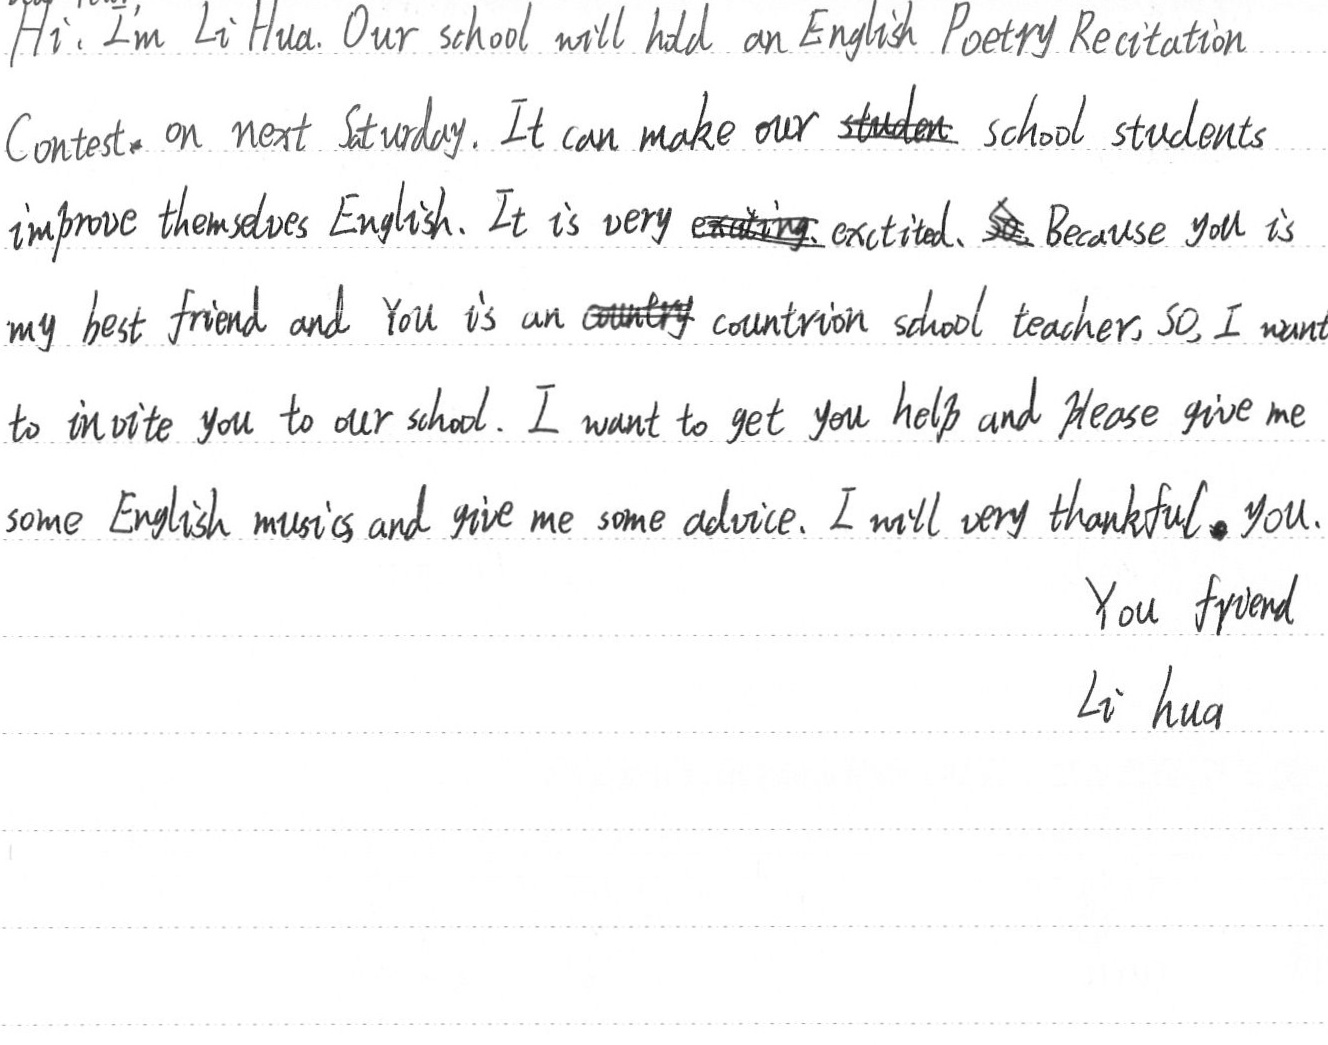 Hi. I'm Li Hua. Our school will hold an English Poetry Recitation
Contest. on next Saturday. It can make our studen school students
improve themselves English. It is very exciting. exctited. So Because you is
my best friend and You is an country countrion school teacher, SO, I want
to invite you to our school. I want to get you help and please give me
some English musics and give me some advice. I will very thankful. you.
You friend
Li hua